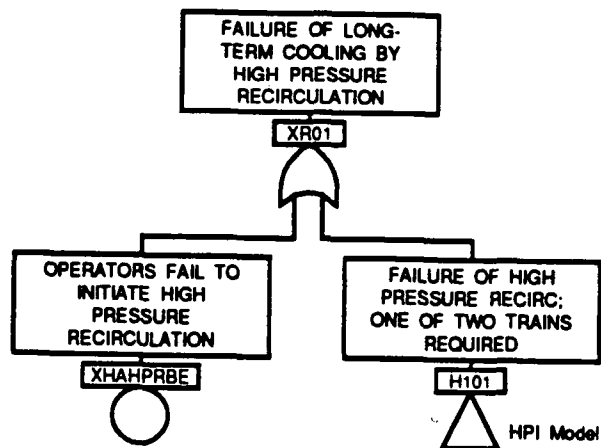 FAILURE OF LONG-
TERM COOLING BY
HIGH PRESSURE
RECIRCULATION
XR01
OPERATORS FAIL TO
INITIATE HIGH
PRESSURE
RECIRCULATION
XHAHPRBE
FAILURE OF HIGH
PRESSURE RECIRC:
ONE OF TWO TRAINS
REQUIRED
H101
HPI Model